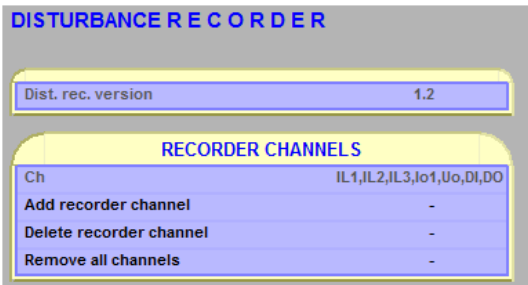 DISTURBANCE R E C O R D E R
Dist. rec. version 1.2
RECORDER CHANNELS
Ch IL1,IL2,IL3,Io1,Uo,DI,DO
Add recorder channel -
Delete recorder channel -
Remove all channels -